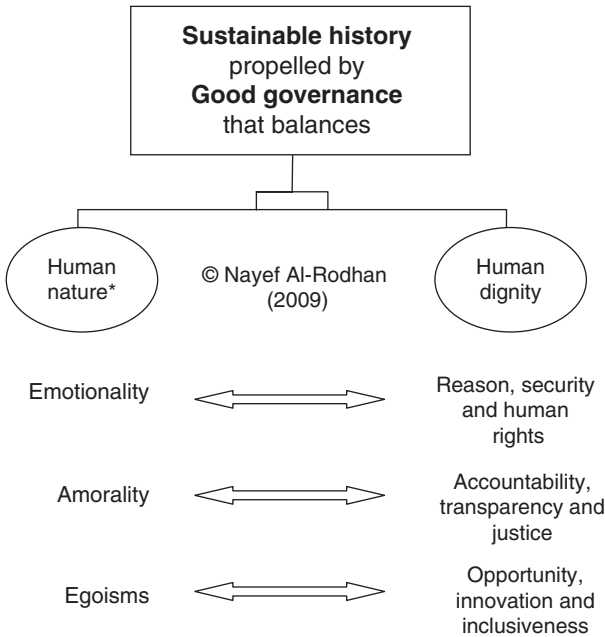 Sustainable history
propelled by
Good governance
that balances
Human
nature*
© Nayef Al-Rodhan
(2009)
Human
dignity
Emotionality
Reason, security
and human
rights
Amorality
Accountability,
transparency and
justice
Egoisms
Opportunity,
innovation and
inclusiveness